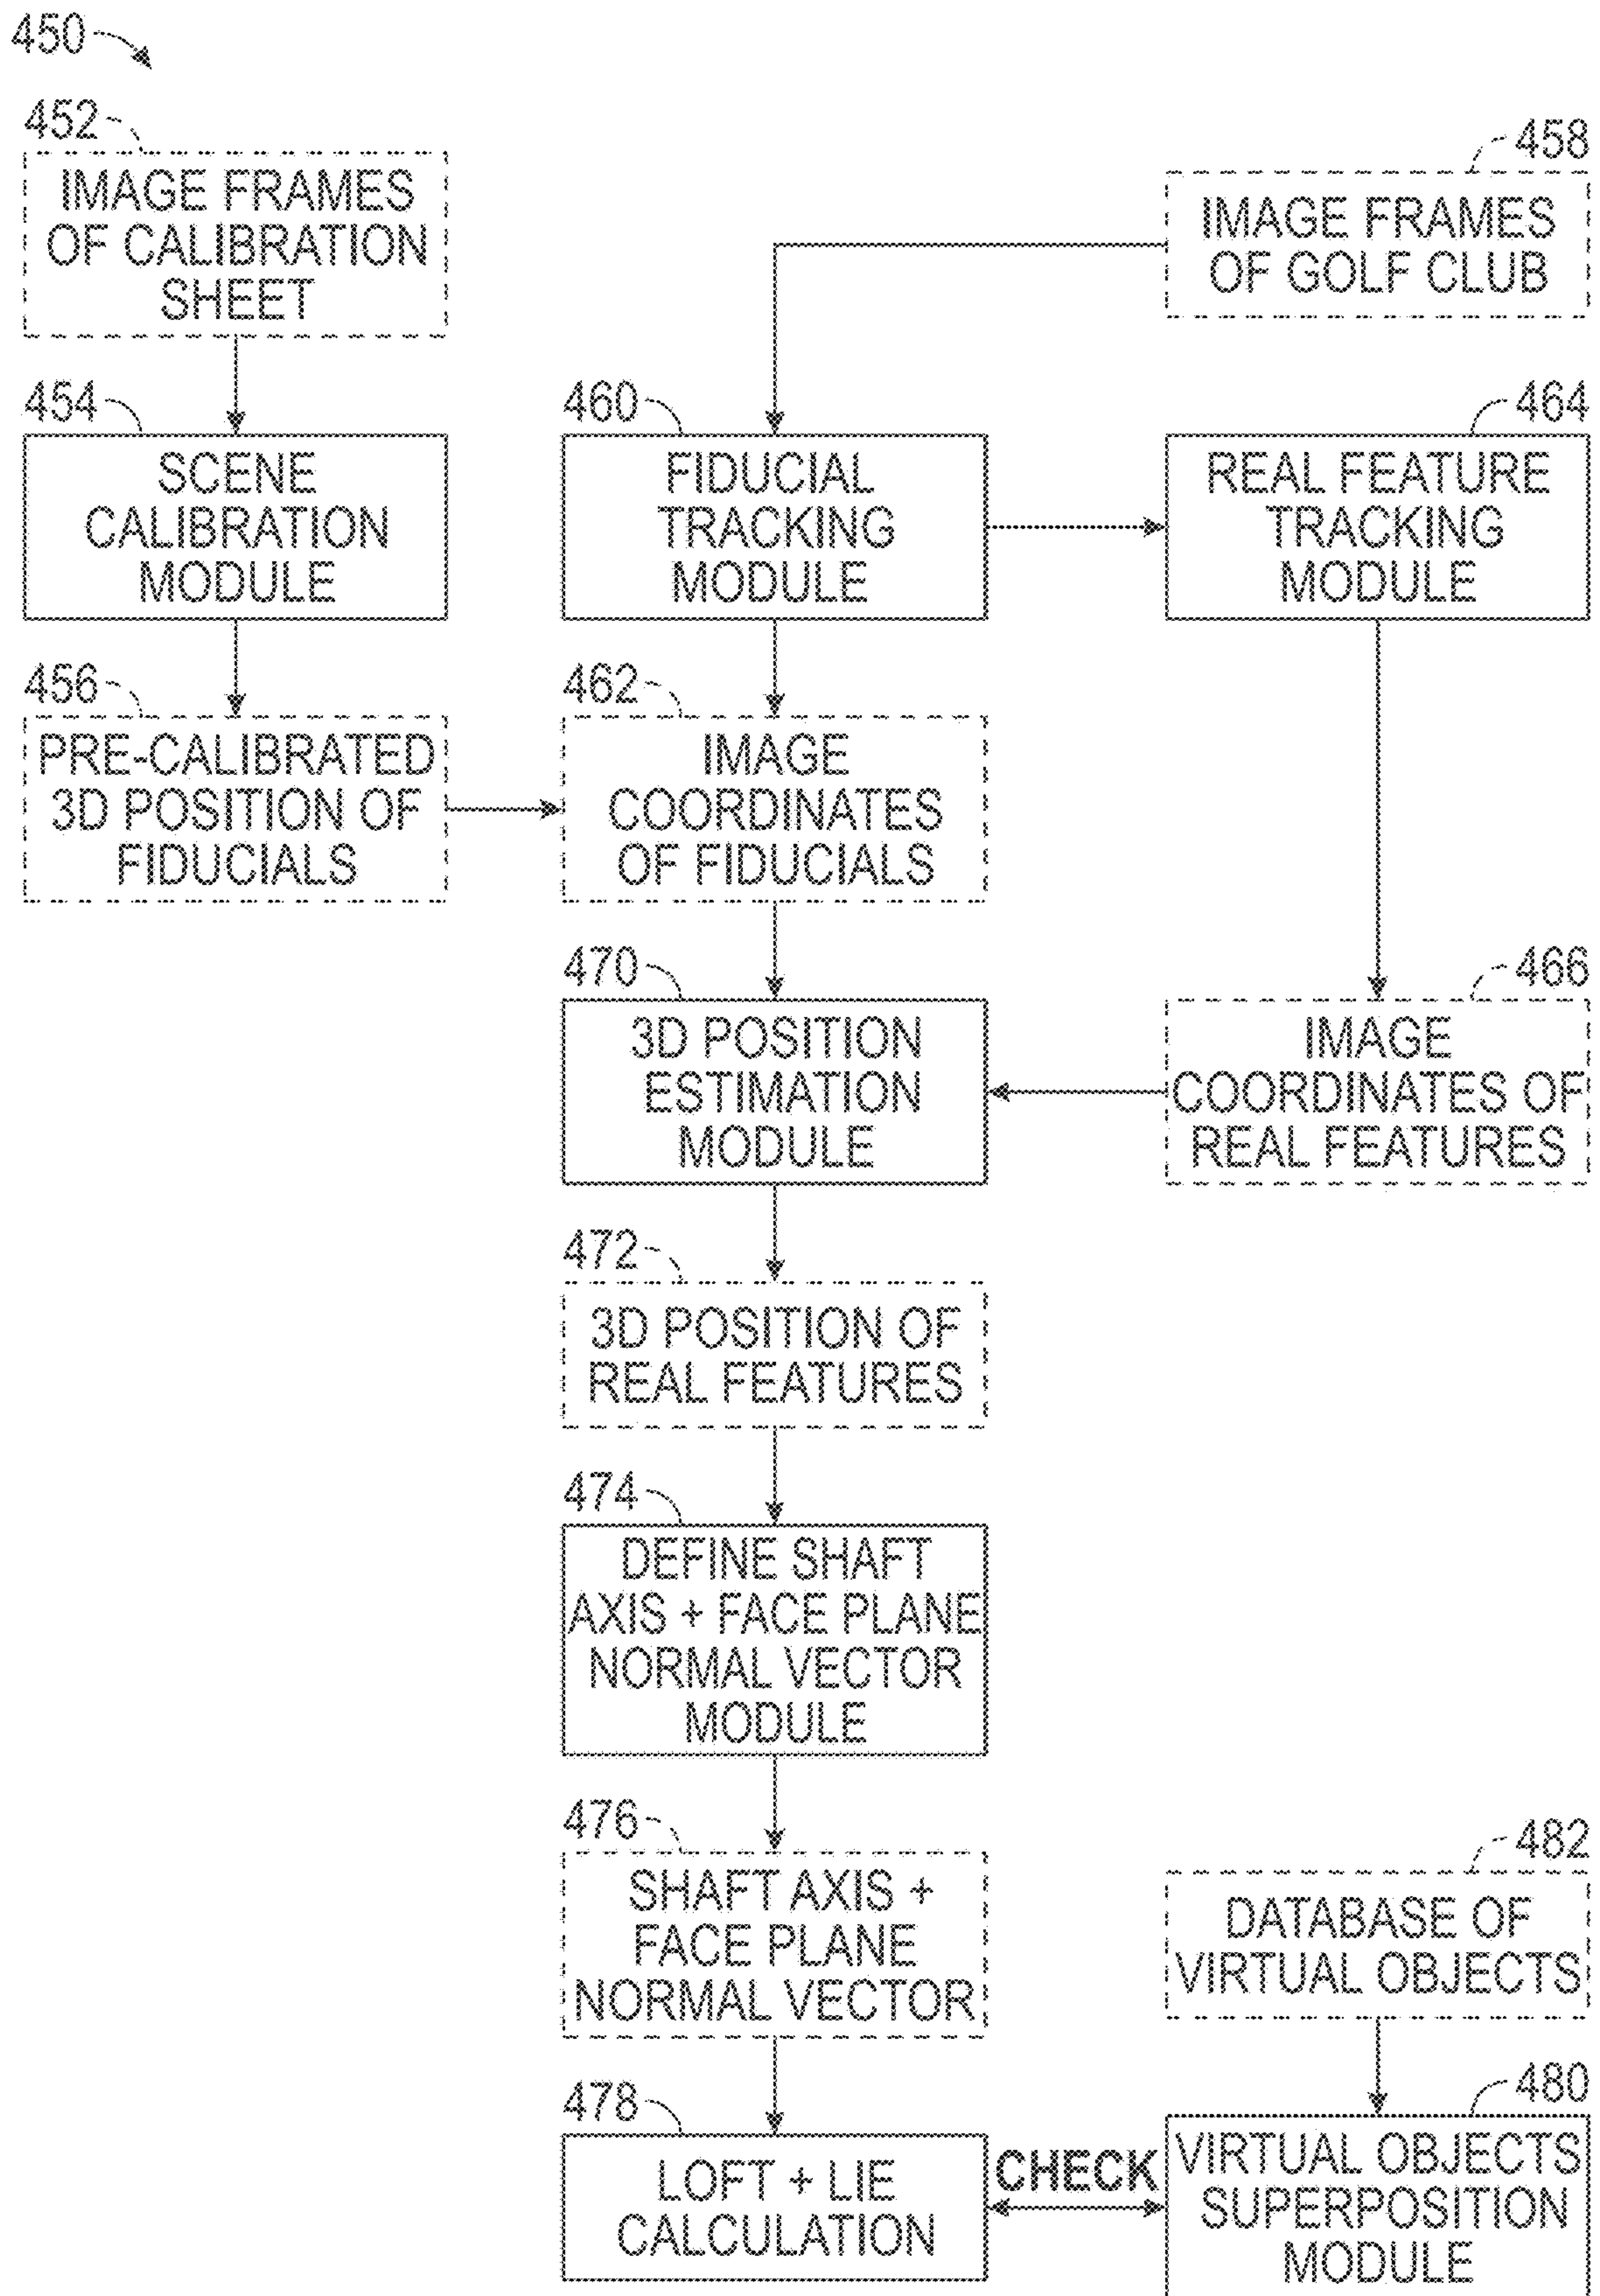 450
452
IMAGE FRAMES
OF CALIBRATION
SHEET
458
IMAGE FRAMES
OF GOLF CLUB
454
SCENE
CALIBRATION
MODULE
460
FIDUCIAL
TRACKING
MODULE
464
REAL FEATURE
TRACKING
MODULE
456
PRE-CALIBRATED
3D POSITION OF
FIDUCIALS
462
IMAGE
COORDINATES
OF FIDUCIALS
470
3D POSITION
ESTIMATION
MODULE
466
IMAGE
COORDINATES OF
REAL FEATURES
472
3D POSITION OF
REAL FEATURES
474
DEFINE SHAFT
AXIS + FACE PLANE
NORMAL VECTOR
MODULE
476
SHAFT AXIS +
FACE PLANE
NORMAL VECTOR
482
DATABASE OF
VIRTUAL OBJECTS
478
LOFT + LIE
CALCULATION
CHECK
480
VIRTUAL OBJECTS
SUPERPOSITION
MODULE